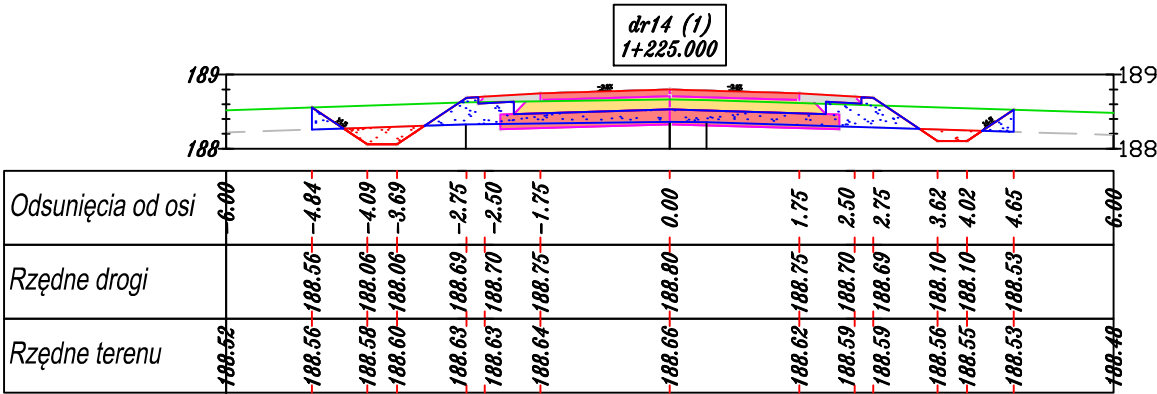 dr14 (1)
1+225.000
189 189
188 188
Odsunięcia od osi -6.00 -4.84 -4.09 -3.69 -2.75 -2.50 -1.75 0.00 1.75 2.50 2.75 3.62 4.02 4.65 6.00
Rzędne drogi 188.56 188.06 188.06 188.69 188.70 188.75 188.80 188.75 188.70 188.69 188.10 188.10 188.53
Rzędne terenu 188.52 188.56 188.58 188.60 188.63 188.63 188.64 188.66 188.62 188.59 188.59 188.56 188.55 188.53 188.48